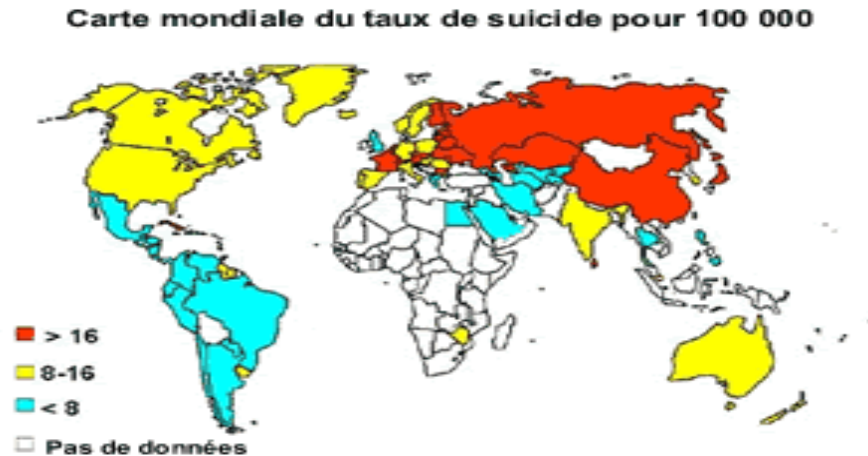 Carte mondiale du taux de suicide pour 100 000
> 16
8-16
< 8
Pas de données